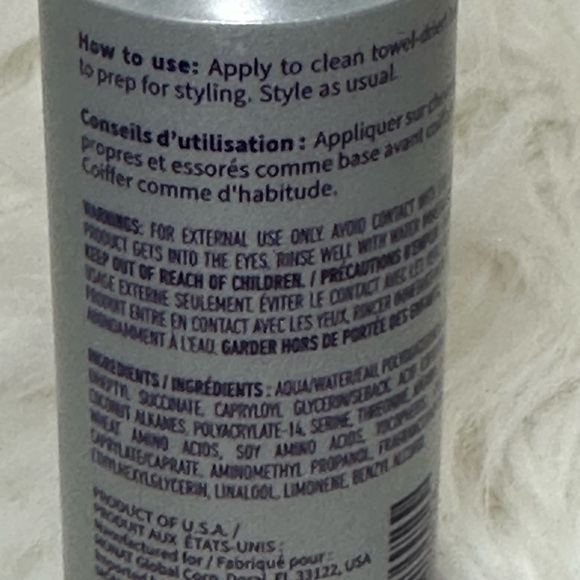 How to use: Apply to clean towel-dried
to prep for styling. Style as usual.
Conseils d'utilisation : Appliquer sur
propres et essorés comme base avant
Coiffer comme d'habitude.
WARNINGS: FOR EXTERNAL USE ONLY. AVOID CONTACT WITH
PRODUCT GETS INTO THE EYES, RINSE WELL WITH WATER
KEEP OUT OF REACH OF CHILDREN. / PRÉCAUTIONS D'EMPLOI
USAGE EXTERNE SEULEMENT. ÉVITER LE CONTACT AVEC LES
PRODUIT ENTRE EN CONTACT AVEC LES YEUX, RINCER
ABONDAMMENT À L'EAU. GARDER HORS DE PORTÉE DES
INGREDIENTS / INGRÉDIENTS : AQUA/WATER/EAU,
DIHEPTYL SUCCINATE, CAPRYLOYL GLYCERIN/SEBACIC ACID
COCONUT ALKANES, POLYACRYLATE-14, SERINE, THREONINE,
WHEAT AMINO ACIDS, SOY AMINO ACIDS,
CAPRYLATE/CAPRATE, AMINOMETHYL PROPANOL,
ETHYLHEXYLGLYCERIN, LINALOOL, LIMONENE, BENZYL
PRODUCT OF U.S.A. /
PRODUIT AUX ÉTATS-UNIS :
Manufactured for / Fabriqué pour :
Global Corp. Doral, FL 33122, USA